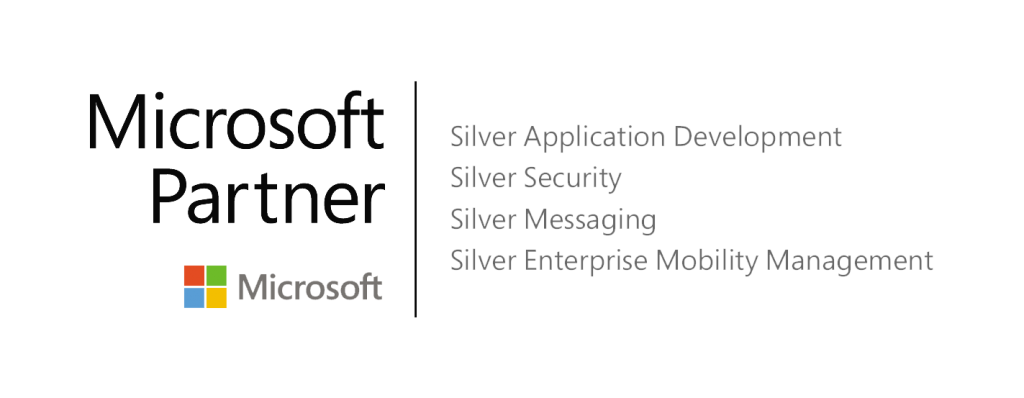 Microsoft
Partner
Microsoft
Silver Application Development
Silver Security
Silver Messaging
Silver Enterprise Mobility Management